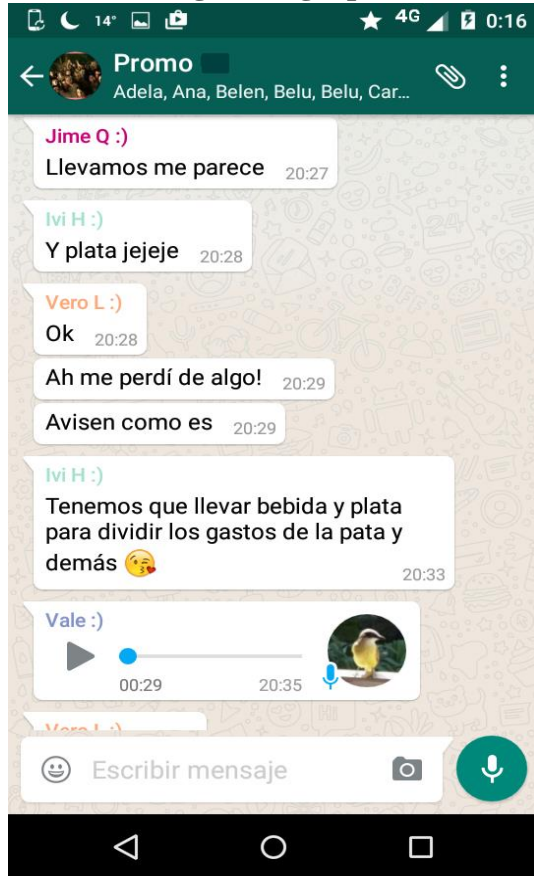 14° 4G 0:16
Promo
Adela, Ana, Belen, Belu, Belu, Car...
Jime Q :)
Llevamos me parece 20:27
Ivi H :)
Y plata jejeje 20:28
Vero L :)
Ok 20:28
Ah me perdí de algo! 20:29
Avisen como es 20:29
Ivi H :)
Tenemos que llevar bebida y plata
para dividir los gastos de la pata y
demás 😘 20:33
Vale :)
00:29 20:35
Vero L :)
Escribir mensaje